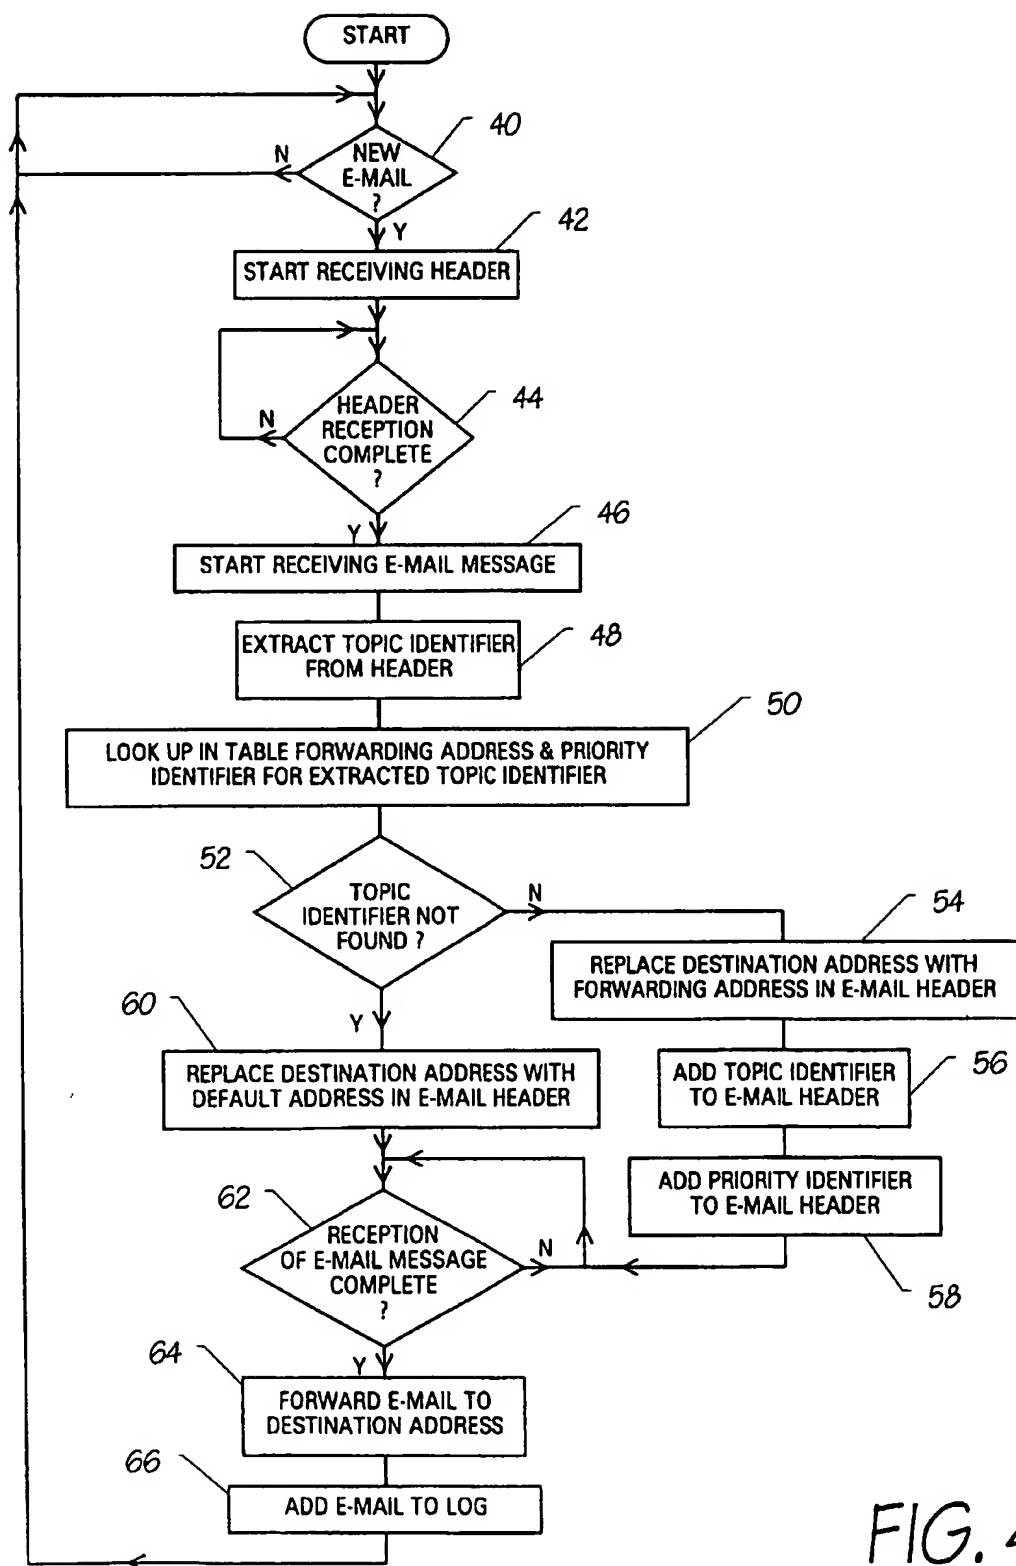 START
40
NEW
E-MAIL
?
N
Y
42
START RECEIVING HEADER
44
HEADER
RECEPTION
COMPLETE
?
N
Y
46
START RECEIVING E-MAIL MESSAGE
48
EXTRACT TOPIC IDENTIFIER
FROM HEADER
50
LOOK UP IN TABLE FORWARDING ADDRESS & PRIORITY
IDENTIFIER FOR EXTRACTED TOPIC IDENTIFIER
52
TOPIC
IDENTIFIER NOT
FOUND ?
N
Y
54
REPLACE DESTINATION ADDRESS WITH
FORWARDING ADDRESS IN E-MAIL HEADER
56
ADD TOPIC IDENTIFIER
TO E-MAIL HEADER
58
ADD PRIORITY IDENTIFIER
TO E-MAIL HEADER
60
REPLACE DESTINATION ADDRESS WITH
DEFAULT ADDRESS IN E-MAIL HEADER
62
RECEPTION
OF E-MAIL MESSAGE
COMPLETE
?
N
Y
64
FORWARD E-MAIL TO
DESTINATION ADDRESS
66
ADD E-MAIL TO LOG
FIG. 4